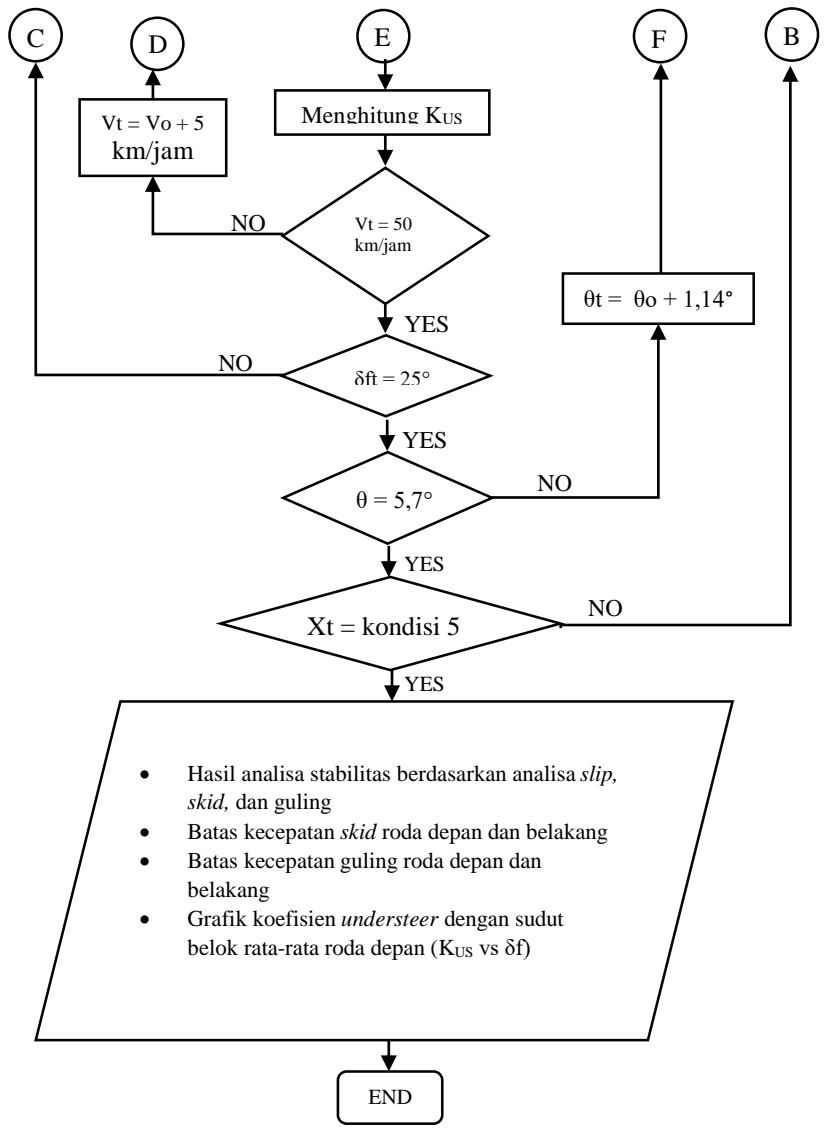 C
D
E
F
B
Vt = Vo + 5
km/jam
Menghitung KUS
NO
Vt = 50
km/jam
θt = θo + 1,14°
YES
NO
δft = 25°
YES
θ = 5,7°
NO
YES
Xt = kondisi 5
NO
YES
• Hasil analisa stabilitas berdasarkan analisa slip,
skid, dan guling
• Batas kecepatan skid roda depan dan belakang
• Batas kecepatan guling roda depan dan
belakang
• Grafik koefisien understeer dengan sudut
belok rata-rata roda depan (KUS vs δf)
END